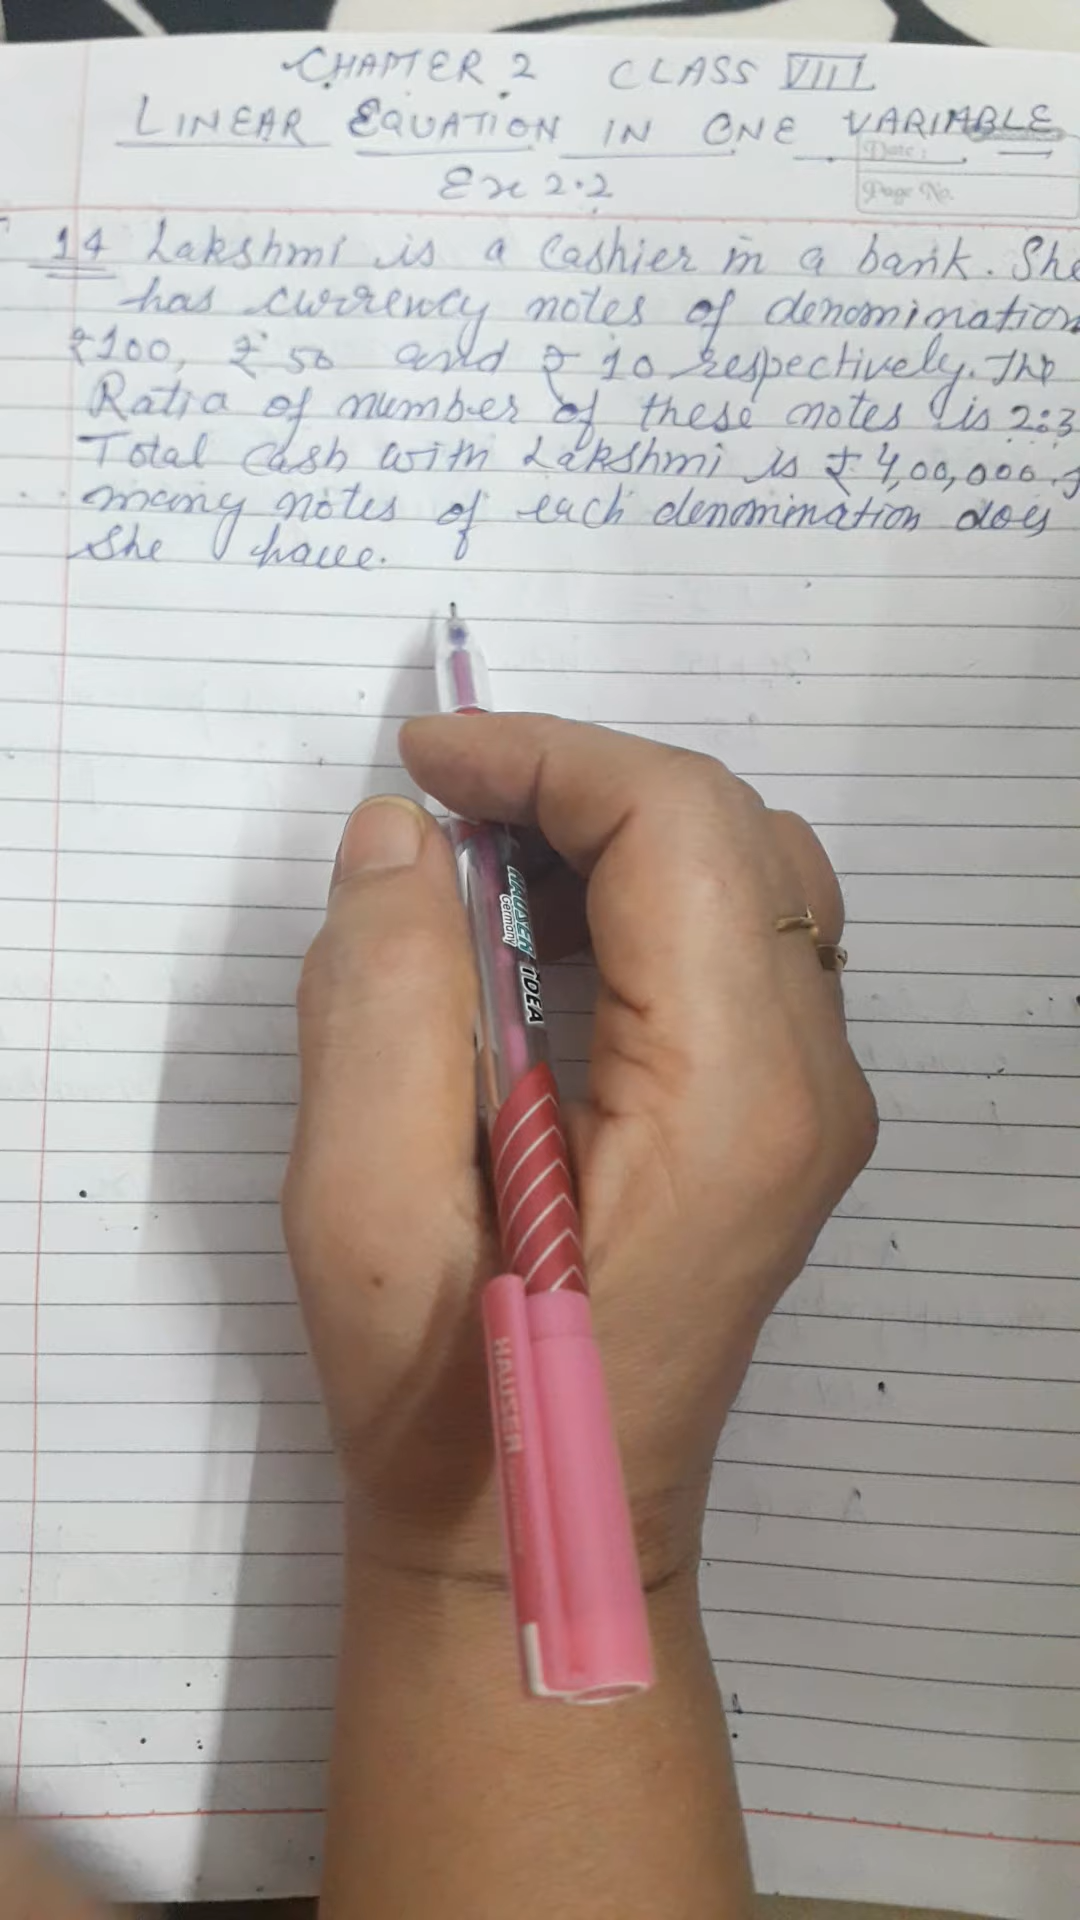 CHAPTER 2 CLASS VIII
LINEAR EQUATION IN ONE VARIABLE
Date:
Page No.
Ex 2.2
14 Lakshmi is a Cashier in a bank. She
has currency notes of denomination
₹100, ₹50 and ₹10 respectively. The
Ratio of number of these notes is 2:3
Total Cash with Lakshmi is ₹4,00,000.
many notes of each denomination does
She have.
HAUSER iDEA
Germany
HAUSER